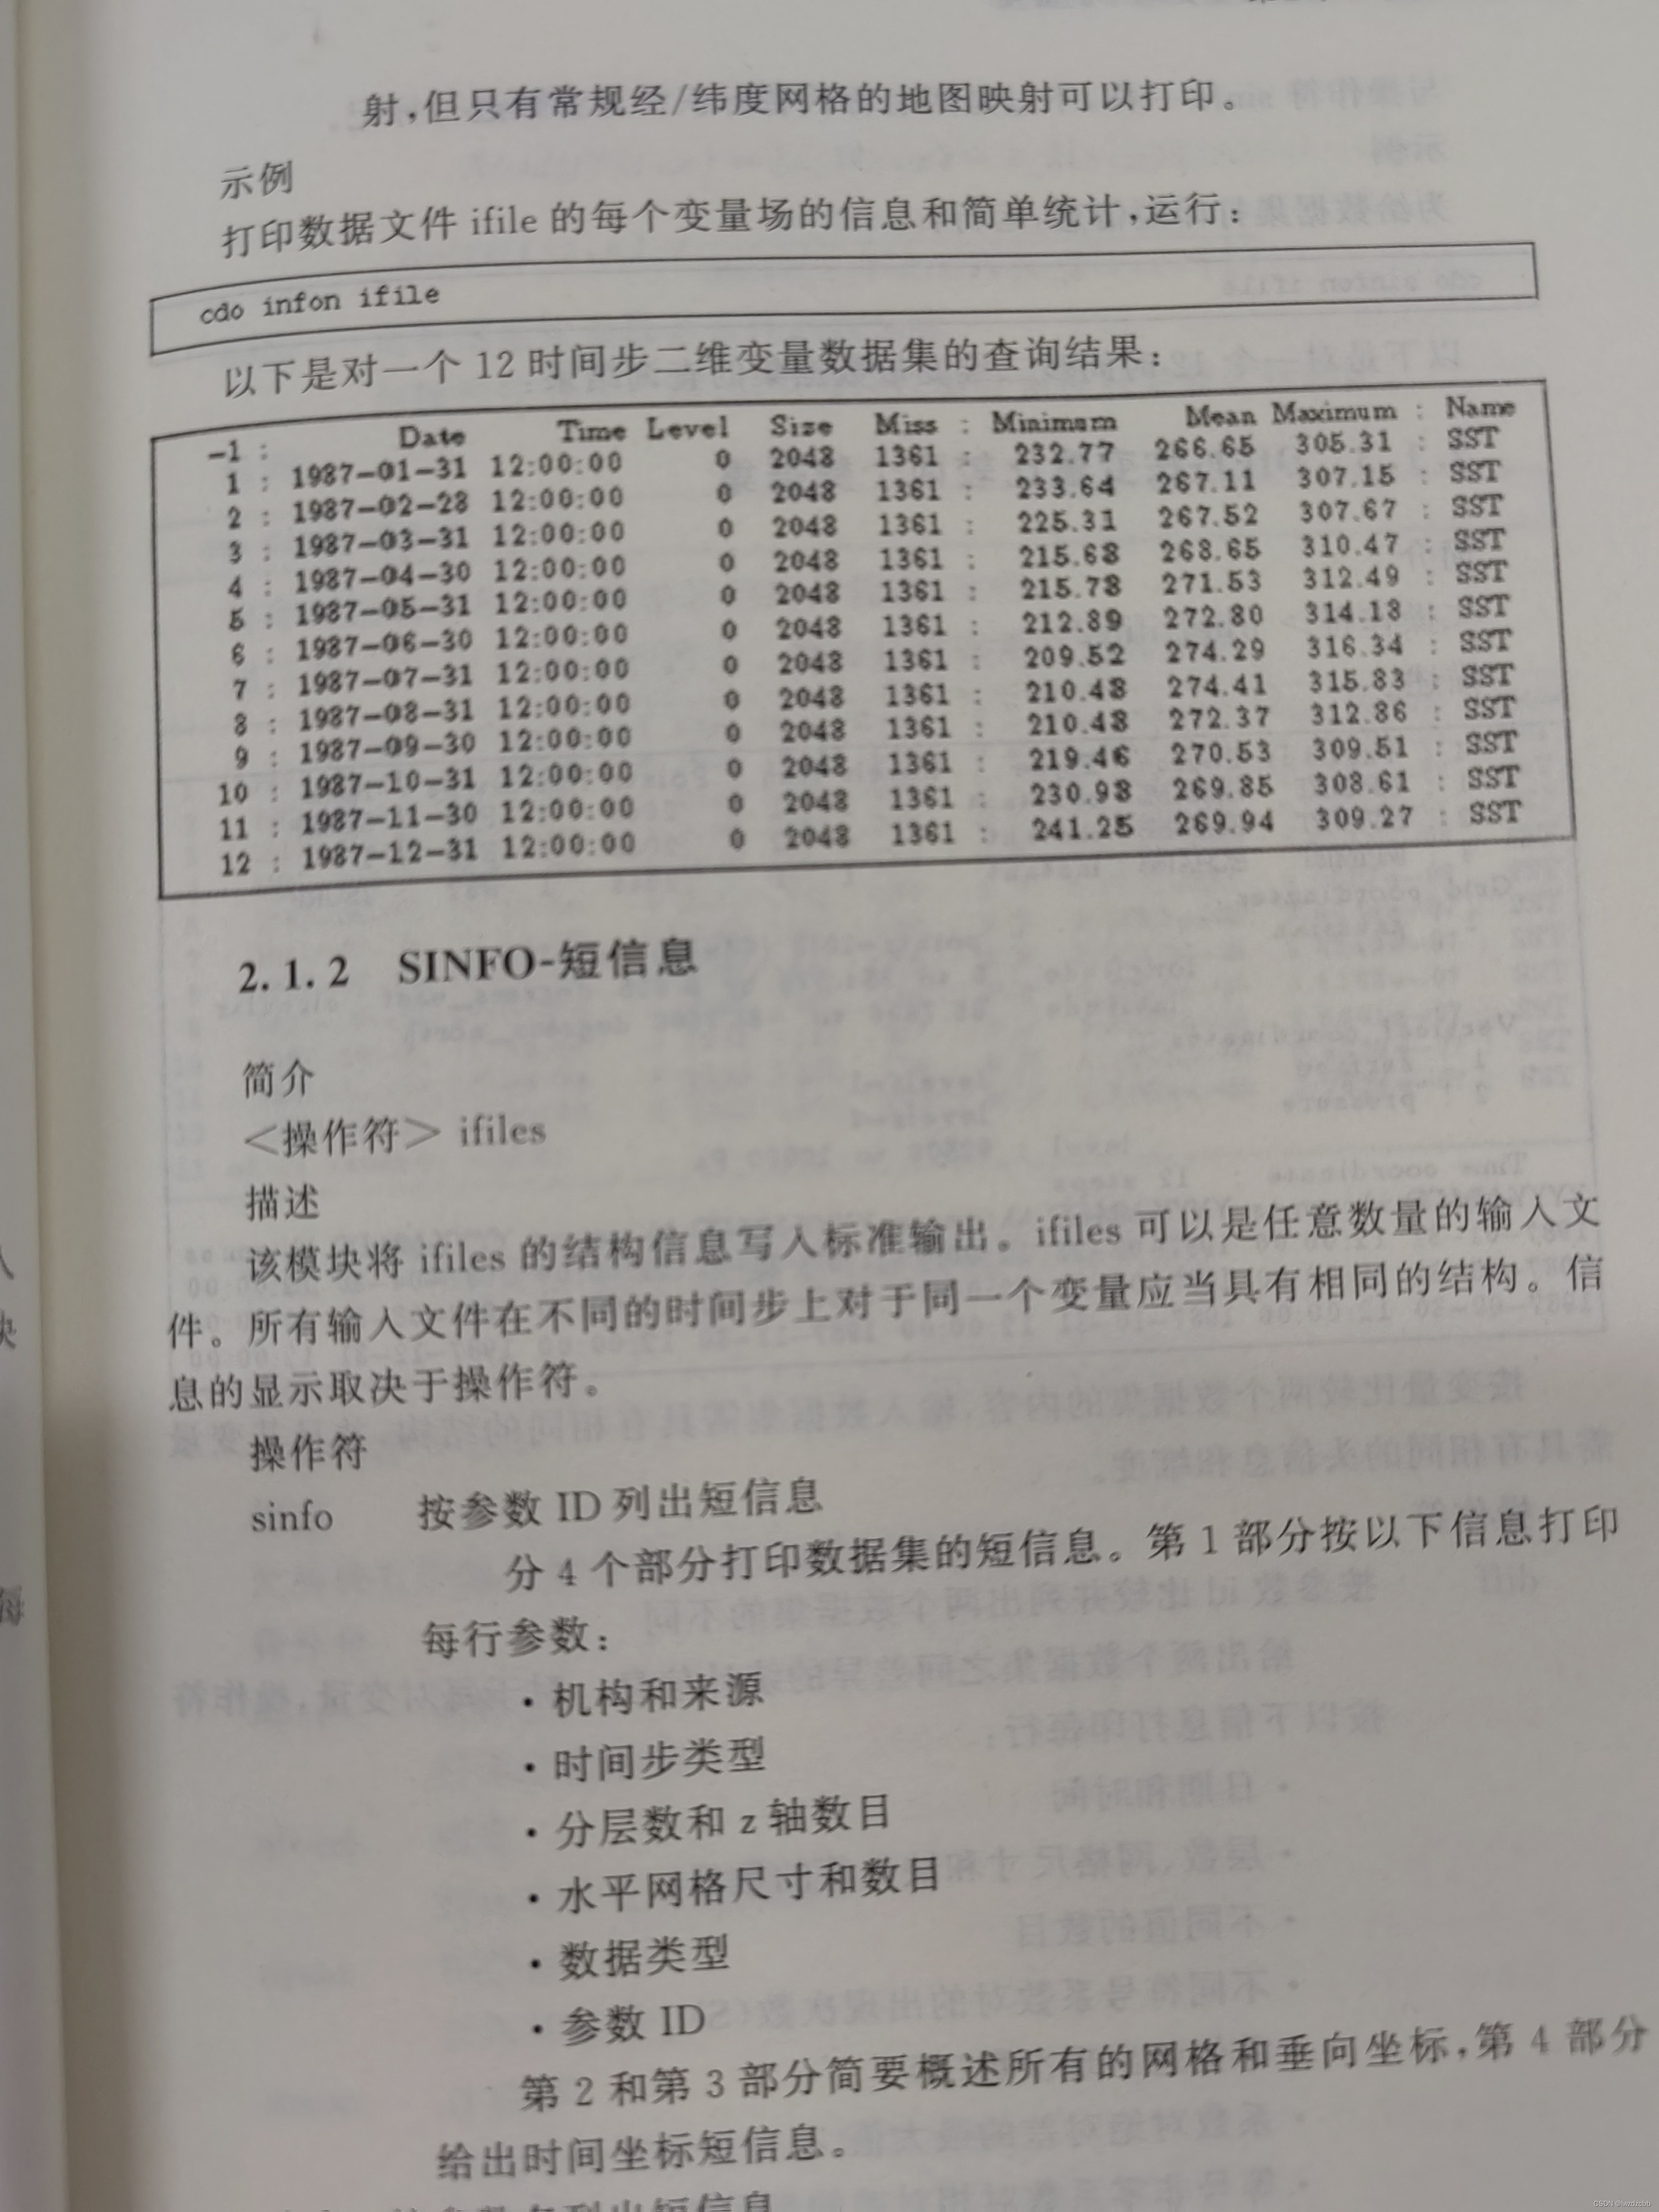 射,但只有常规经/纬度网格的地图映射可以打印。
示例
打印数据文件 ifile 的每个变量场的信息和简单统计,运行:
cdo infon ifile
以下是对一个 12 时间步二维变量数据集的查询结果:
-1 : Date Time Level Size Miss : Minimum Mean Maximum : Name
1 : 1987-01-31 12:00:00 0 2048 1361 : 232.77 266.65 305.31 : SST
2 : 1987-02-28 12:00:00 0 2048 1361 : 233.64 267.11 307.15 : SST
3 : 1987-03-31 12:00:00 0 2048 1361 : 225.31 267.52 307.67 : SST
4 : 1987-04-30 12:00:00 0 2048 1361 : 215.68 268.65 310.47 : SST
5 : 1987-05-31 12:00:00 0 2048 1361 : 215.78 271.53 312.49 : SST
6 : 1987-06-30 12:00:00 0 2048 1361 : 212.89 272.80 314.18 : SST
7 : 1987-07-31 12:00:00 0 2048 1361 : 209.52 274.29 316.34 : SST
8 : 1987-08-31 12:00:00 0 2048 1361 : 210.48 274.41 315.83 : SST
9 : 1987-09-30 12:00:00 0 2048 1361 : 210.48 272.37 312.86 : SST
10 : 1987-10-31 12:00:00 0 2048 1361 : 219.46 270.53 309.51 : SST
11 : 1987-11-30 12:00:00 0 2048 1361 : 230.98 269.85 308.61 : SST
12 : 1987-12-31 12:00:00 0 2048 1361 : 241.25 269.94 309.27 : SST
2.1.2 SINFO-短信息
简介
<操作符> ifiles
描述
该模块将 ifiles 的结构信息写入标准输出。ifiles 可以是任意数量的输入文
件。所有输入文件在不同的时间步上对于同一个变量应当具有相同的结构。信
息的显示取决于操作符。
操作符
sinfo 按参数 ID 列出短信息
分 4 个部分打印数据集的短信息。第 1 部分按以下信息打印
每行参数:
·机构和来源
·时间步类型
·分层数和 z 轴数目
·水平网格尺寸和数目
·数据类型
·参数 ID
第 2 和第 3 部分简要概述所有的网格和垂向坐标,第 4 部分
给出时间坐标短信息。